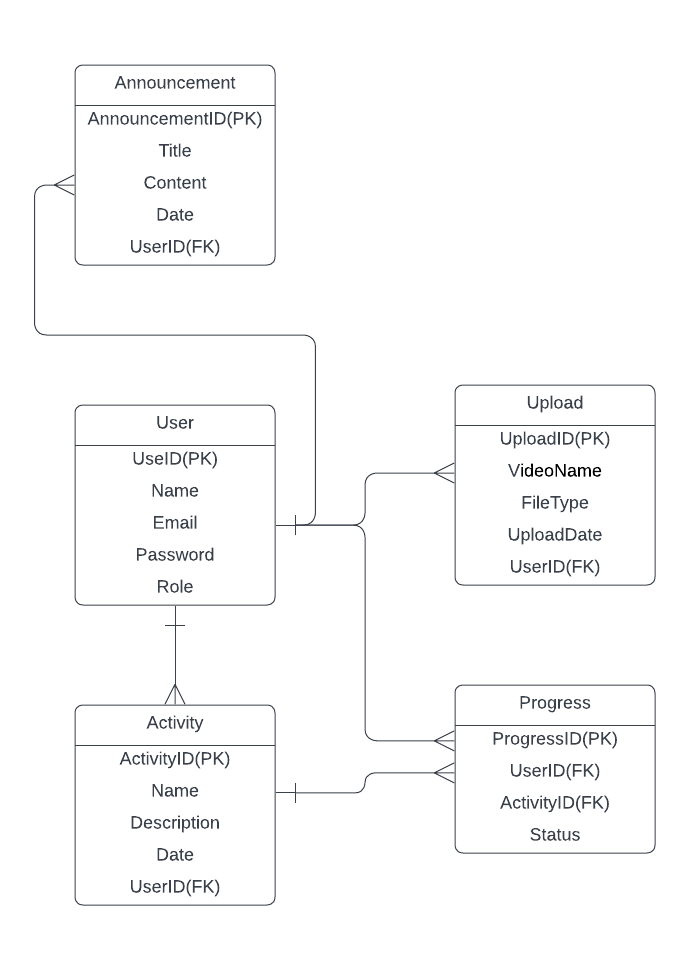 Announcement
AnnouncementID(PK)
Title
Content
Date
UserID(FK)
User
UseID(PK)
Name
Email
Password
Role
Upload
UploadID(PK)
VideoName
FileType
UploadDate
UserID(FK)
Activity
ActivityID(PK)
Name
Description
Date
UserID(FK)
Progress
ProgressID(PK)
UserID(FK)
ActivityID(FK)
Status